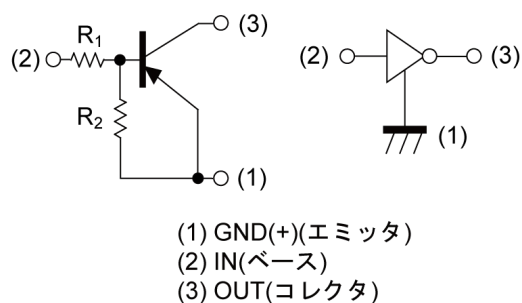 R1
(2)
(3)
R2
(1)
(2)
(3)
(1)
(1) GND(+)(エミッタ)
(2) IN(ベース)
(3) OUT(コレクタ)